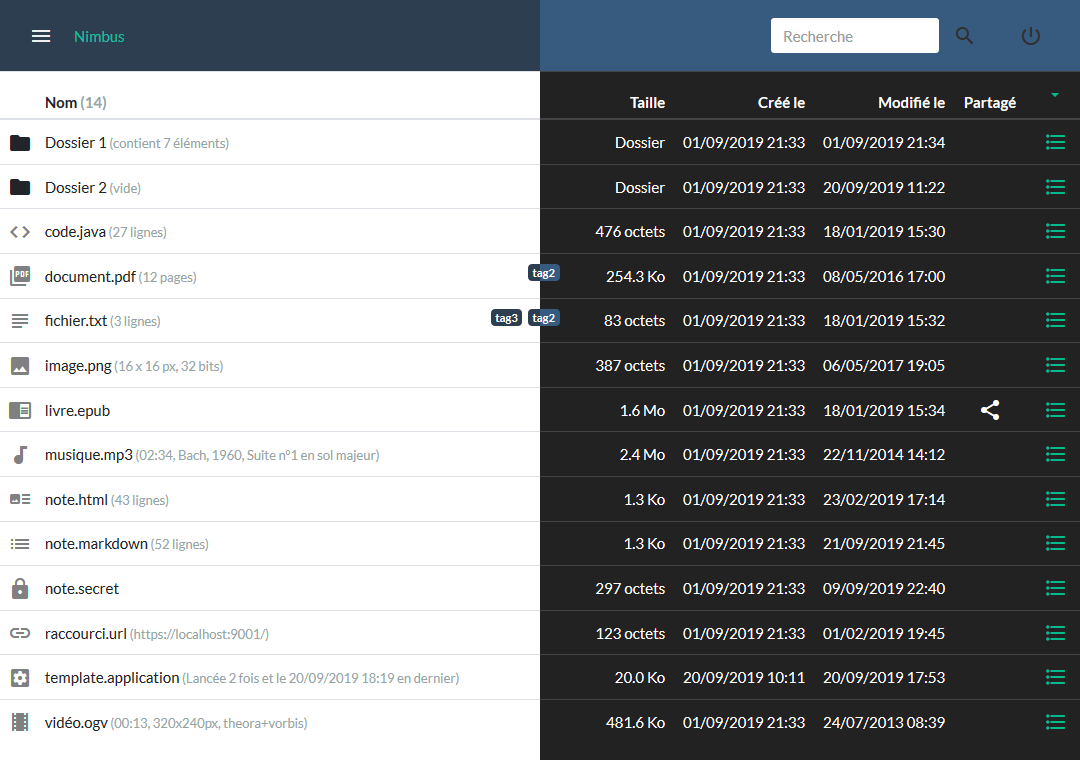 Nimbus Recherche
Nom (14) Taille Créé le Modifié le Partagé
Dossier 1 (contient 7 éléments) Dossier 01/09/2019 21:33 01/09/2019 21:34
Dossier 2 (vide) Dossier 01/09/2019 21:33 20/09/2019 11:22
code.java (27 lignes) 476 octets 01/09/2019 21:33 18/01/2019 15:30
PDF document.pdf (12 pages) tag2 254.3 Ko 01/09/2019 21:33 08/05/2016 17:00
fichier.txt (3 lignes) tag3 tag2 83 octets 01/09/2019 21:33 18/01/2019 15:32
image.png (16 x 16 px, 32 bits) 387 octets 01/09/2019 21:33 06/05/2017 19:05
livre.epub 1.6 Mo 01/09/2019 21:33 18/01/2019 15:34
musique.mp3 (02:34, Bach, 1960, Suite n°1 en sol majeur) 2.4 Mo 01/09/2019 21:33 22/11/2014 14:12
note.html (43 lignes) 1.3 Ko 01/09/2019 21:33 23/02/2019 17:14
note.markdown (52 lignes) 1.3 Ko 01/09/2019 21:33 21/09/2019 21:45
note.secret 297 octets 01/09/2019 21:33 09/09/2019 22:40
raccourci.url (https://localhost:9001/) 123 octets 01/09/2019 21:33 01/02/2019 19:45
template.application (Lancée 2 fois et le 20/09/2019 18:19 en dernier) 20.0 Ko 20/09/2019 10:11 20/09/2019 17:53
vidéo.ogv (00:13, 320x240px, theora+vorbis) 481.6 Ko 01/09/2019 21:33 24/07/2013 08:39